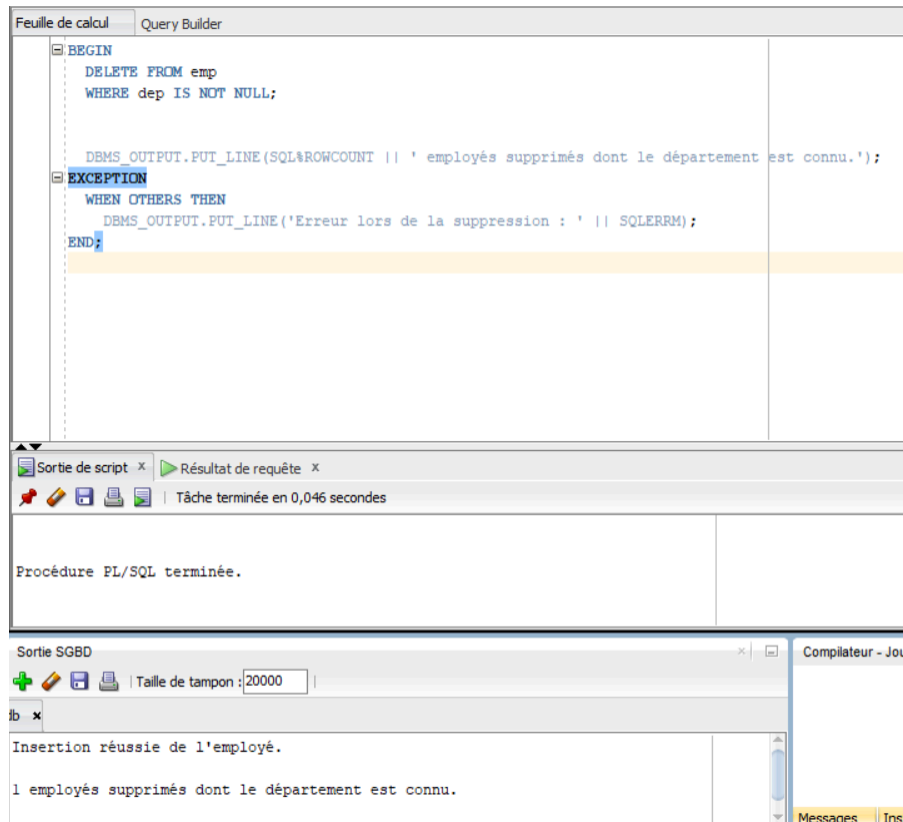 Feuille de calcul Query Builder
BEGIN
DELETE FROM emp
WHERE dep IS NOT NULL;
DBMS_OUTPUT.PUT_LINE(SQL%ROWCOUNT || ' employés supprimés dont le département est connu.');
EXCEPTION
WHEN OTHERS THEN
DBMS_OUTPUT.PUT_LINE('Erreur lors de la suppression : ' || SQLERRM);
END;
Sortie de script x Résultat de requête x
Tâche terminée en 0,046 secondes
Procédure PL/SQL terminée.
Sortie SGBD Compilateur - Jou
Taille de tampon : 20000
db x
Insertion réussie de l'employé.
1 employés supprimés dont le département est connu.
Messages Ins